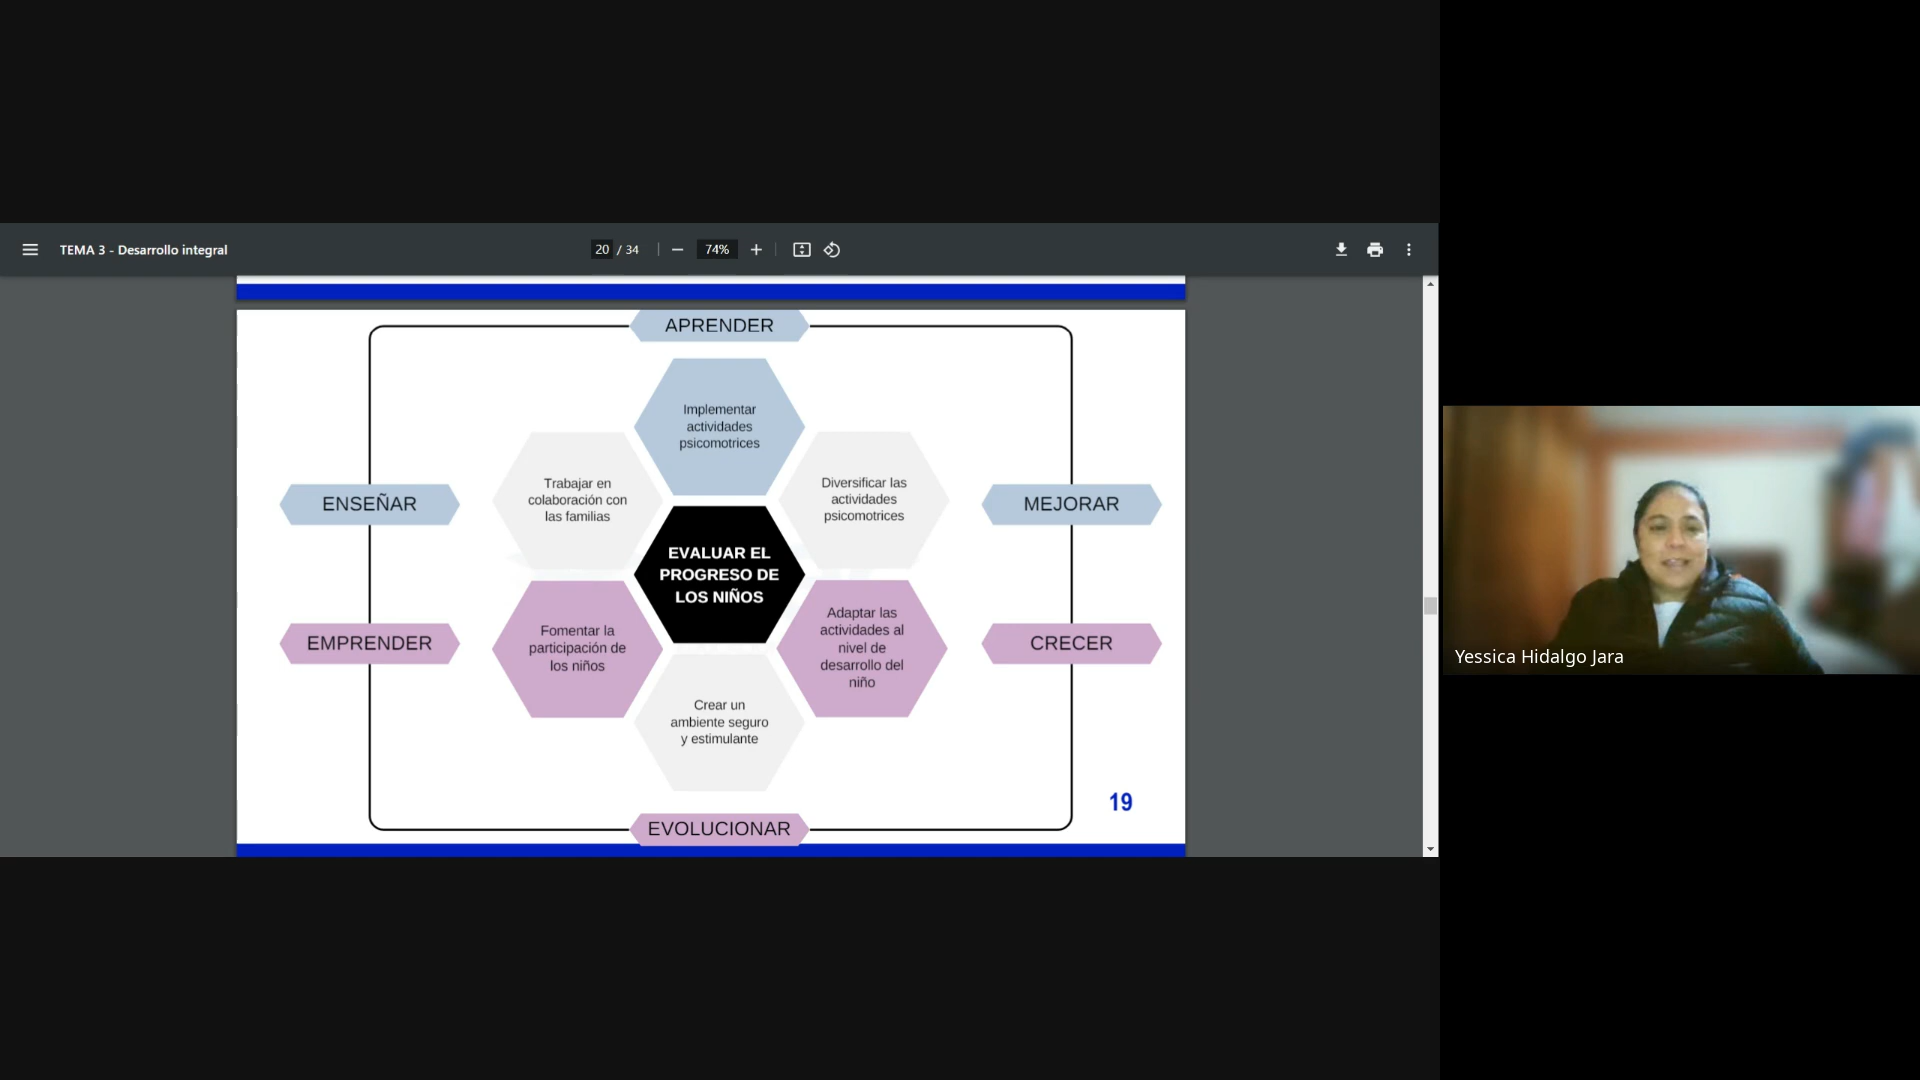 TEMA 3 - Desarrollo integral
20 / 34
74%
APRENDER
Implementar
actividades
psicomotrices
Trabajar en
colaboración con
las familias
Diversificar las
actividades
psicomotrices
ENSEÑAR
MEJORAR
EVALUAR EL
PROGRESO DE
LOS NIÑOS
EMPRENDER
Fomentar la
participación de
los niños
Adaptar las
actividades al
nivel de
desarrollo del
niño
CRECER
Crear un
ambiente seguro
y estimulante
19
EVOLUCIONAR
Yessica Hidalgo Jara